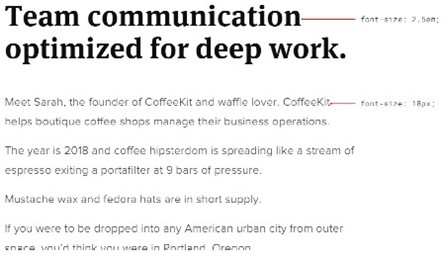 Team communication
font-size: 2.5em;
optimized for deep work.
Meet Sarah, the founder of CoffeeKit and waffle lover. CoffeeKit
font-size: 18px;
helps boutique coffee shops manage their business operations.
The year is 2018 and coffee hipsterdom is spreading like a stream of
espresso exiting a portafilter at 9 bars of pressure.
Mustache wax and fedora hats are in short supply.
If you were to be dropped into any American urban city from outer
space, you'd think you were in Portland, Oregon.